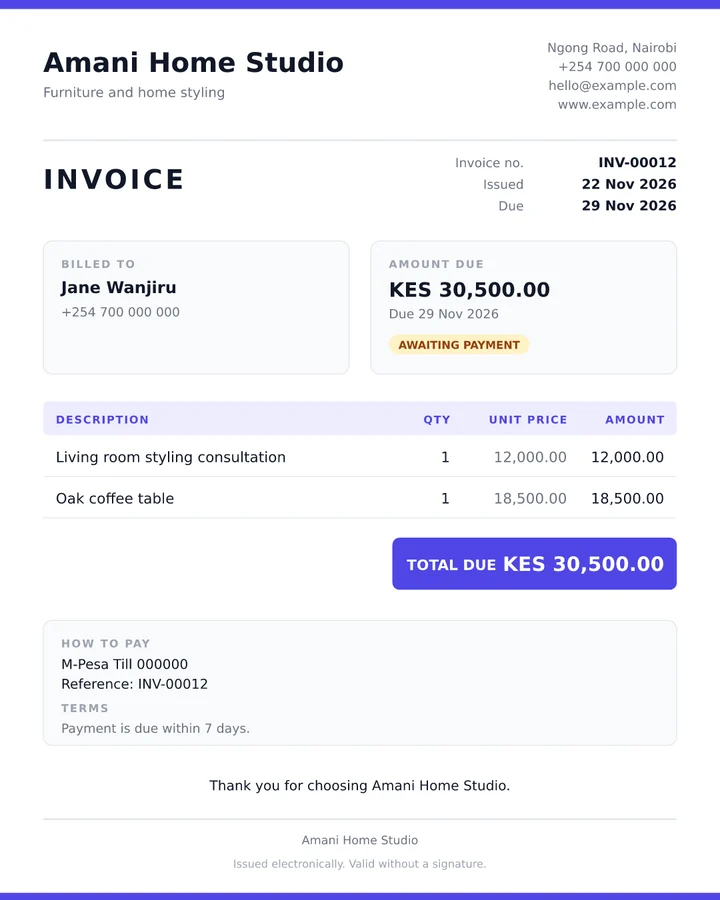 Amani Home Studio
Furniture and home styling
Ngong Road, Nairobi
+254 700 000 000
hello@example.com
www.example.com
INVOICE
Invoice no. INV-00012
Issued 22 Nov 2026
Due 29 Nov 2026
BILLED TO
Jane Wanjiru
+254 700 000 000
AMOUNT DUE
KES 30,500.00
Due 29 Nov 2026
AWAITING PAYMENT
DESCRIPTION QTY UNIT PRICE AMOUNT
Living room styling consultation 1 12,000.00 12,000.00
Oak coffee table 1 18,500.00 18,500.00
TOTAL DUE KES 30,500.00
HOW TO PAY
M-Pesa Till 000000
Reference: INV-00012
TERMS
Payment is due within 7 days.
Thank you for choosing Amani Home Studio.
Amani Home Studio
Issued electronically. Valid without a signature.